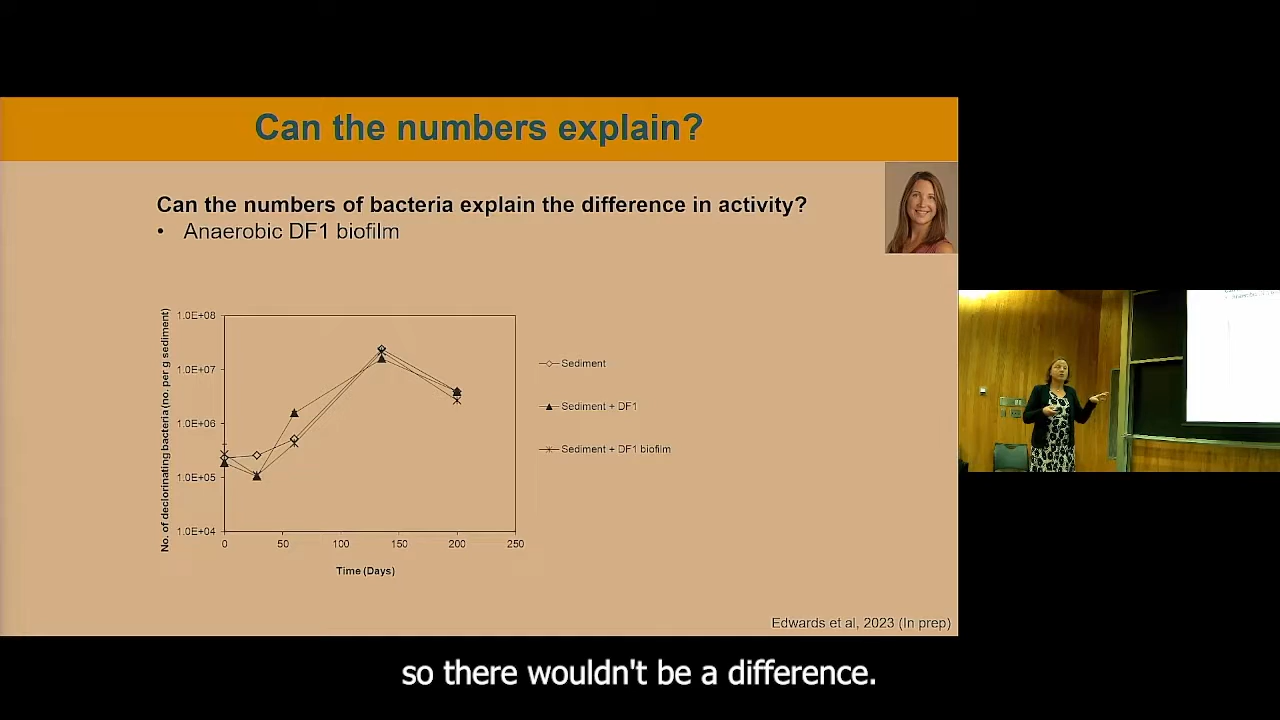 Can the numbers explain?
Can the numbers of bacteria explain the difference in activity?
• Anaerobic DF1 biofilm
No. of declorinating bacteria (no. per g sediment)
1.0E+08
1.0E+07
1.0E+06
1.0E+05
1.0E+04
0 50 100 150 200 250
Time (Days)
Sediment
Sediment + DF1
Sediment + DF1 biofilm
Edwards et al, 2023 (In prep)
so there wouldn't be a difference.